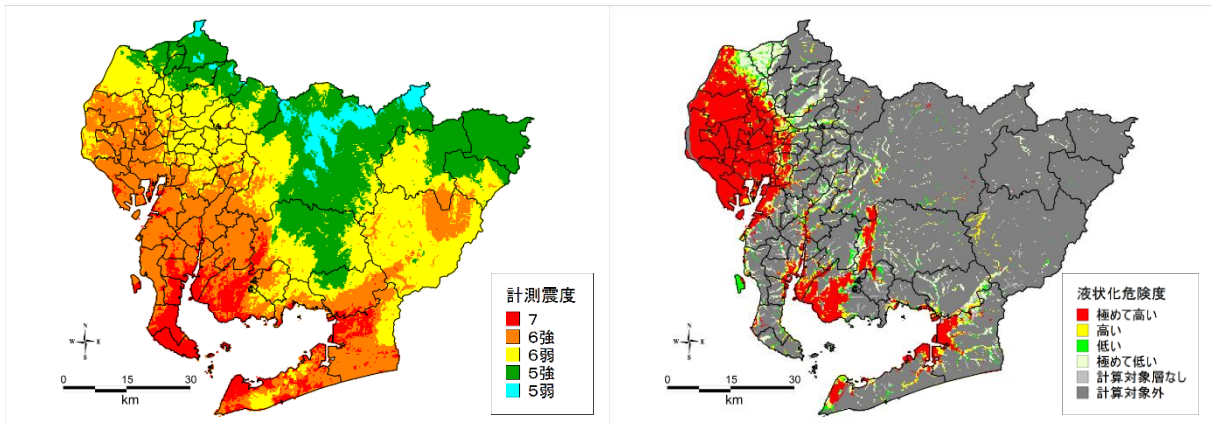 計測震度
7
6強
6弱
5強
5弱
N
W
E
S
0
15
30
km
液状化危険度
極めて高い
高い
低い
極めて低い
計算対象層なし
計算対象外
N
W
E
S
0
15
30
km